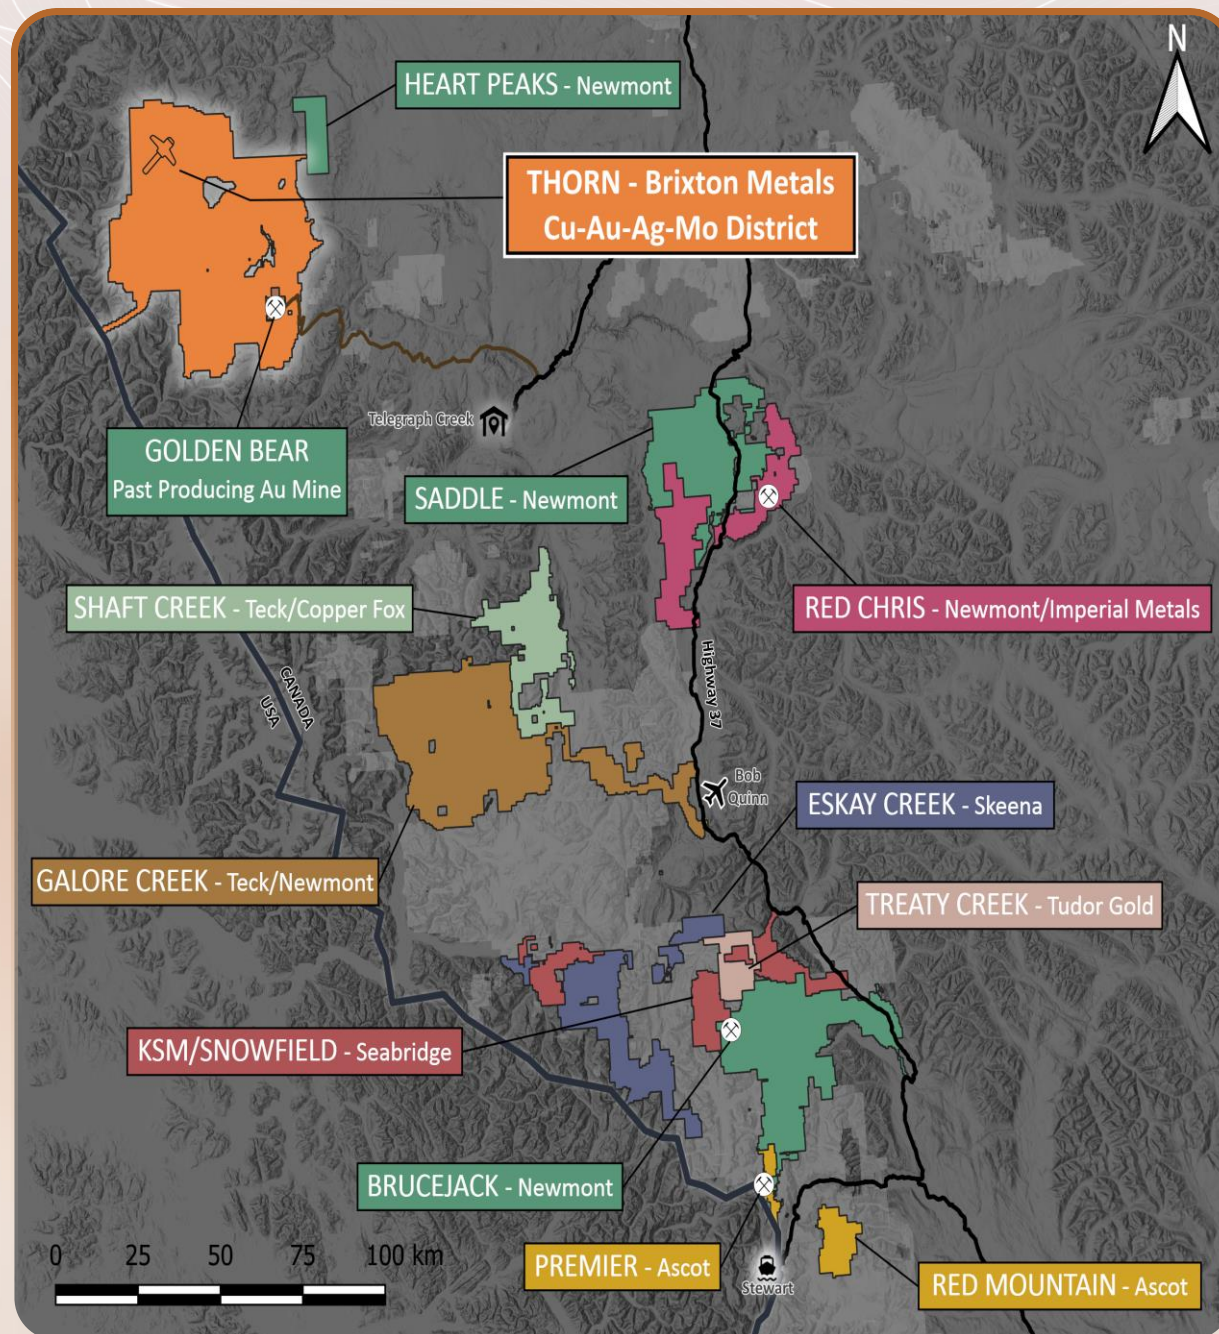 N
HEART PEAKS - Newmont
THORN - Brixton Metals
Cu-Au-Ag-Mo District
Telegraph Creek
GOLDEN BEAR
Past Producing Au Mine
SADDLE - Newmont
SHAFT CREEK - Teck/Copper Fox
RED CHRIS - Newmont/Imperial Metals
Highway 37
CANADA
USA
Bob
Quinn
ESKAY CREEK - Skeena
GALORE CREEK - Teck/Newmont
TREATY CREEK - Tudor Gold
KSM/SNOWFIELD - Seabridge
BRUCEJACK - Newmont
PREMIER - Ascot
Stewart
RED MOUNTAIN - Ascot
0 25 50 75 100 km